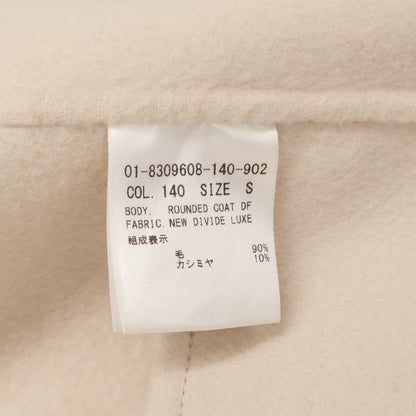 01-8309608-140-902
COL. 140 SIZE S
BODY. ROUNDED COAT DF
FABRIC. NEW DIVIDE LUXE
組成表示
毛 90%
カシミヤ 10%